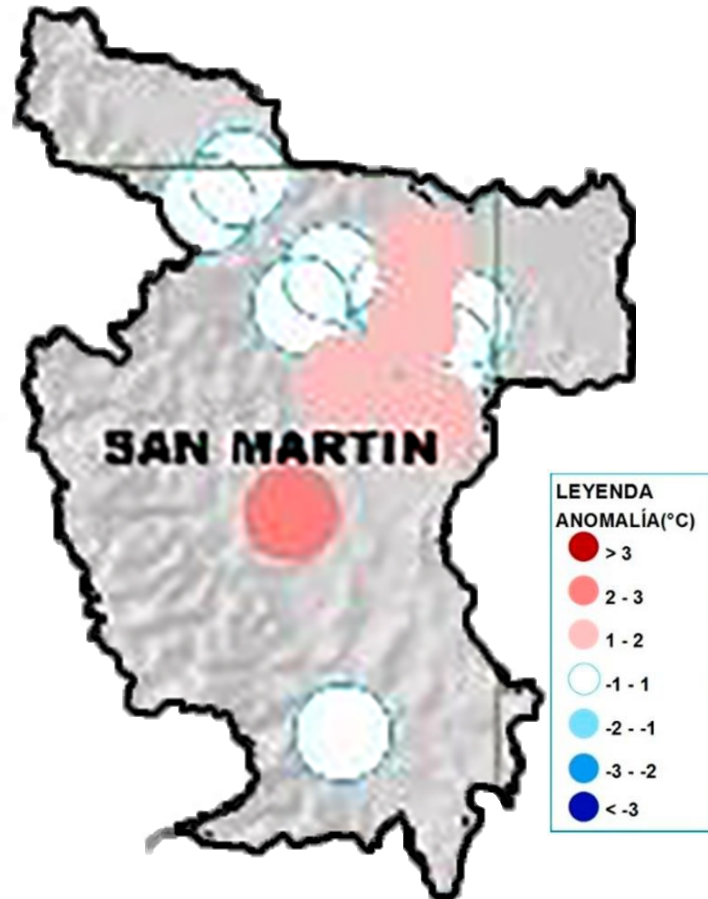 SAN MARTIN
LEYENDA
ANOMALÍA(°C)
> 3
2 - 3
1 - 2
-1 - 1
-2 - -1
-3 - -2
< -3